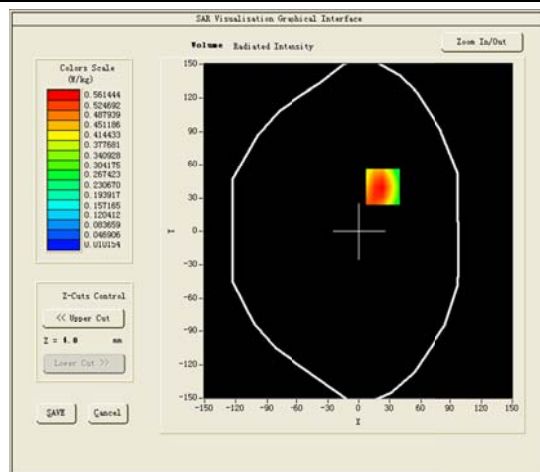 SAR Visualisation Graphical Interface
Volume Radiated Intensity
Zoom In/Out
Colors Scale
(W/kg)
0.561444
0.524692
0.487939
0.451186
0.414433
0.377681
0.340928
0.304175
0.267423
0.230670
0.193917
0.157165
0.120412
0.083659
0.046906
0.010154
Z-Cuts Control
<< Upper Cut
Z = 4.0 mm
Lower Cut >>
SAVE
Cancel
150
120
90
60
30
0
-30
-60
-90
-120
-150
Y
-150 -120 -90 -60 -30 0 30 60 90 120 150
X